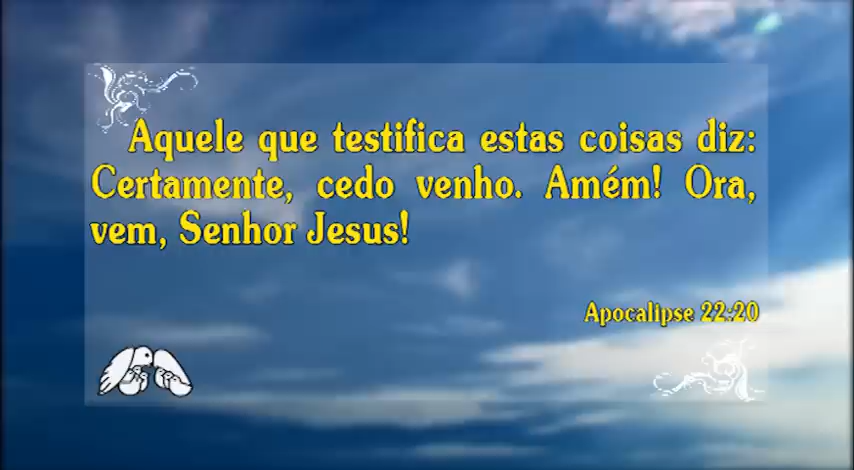 Aquele que testifica estas coisas diz:
Certamente, cedo venho. Amém! Ora,
vem, Senhor Jesus!
Apocalipse 22:20